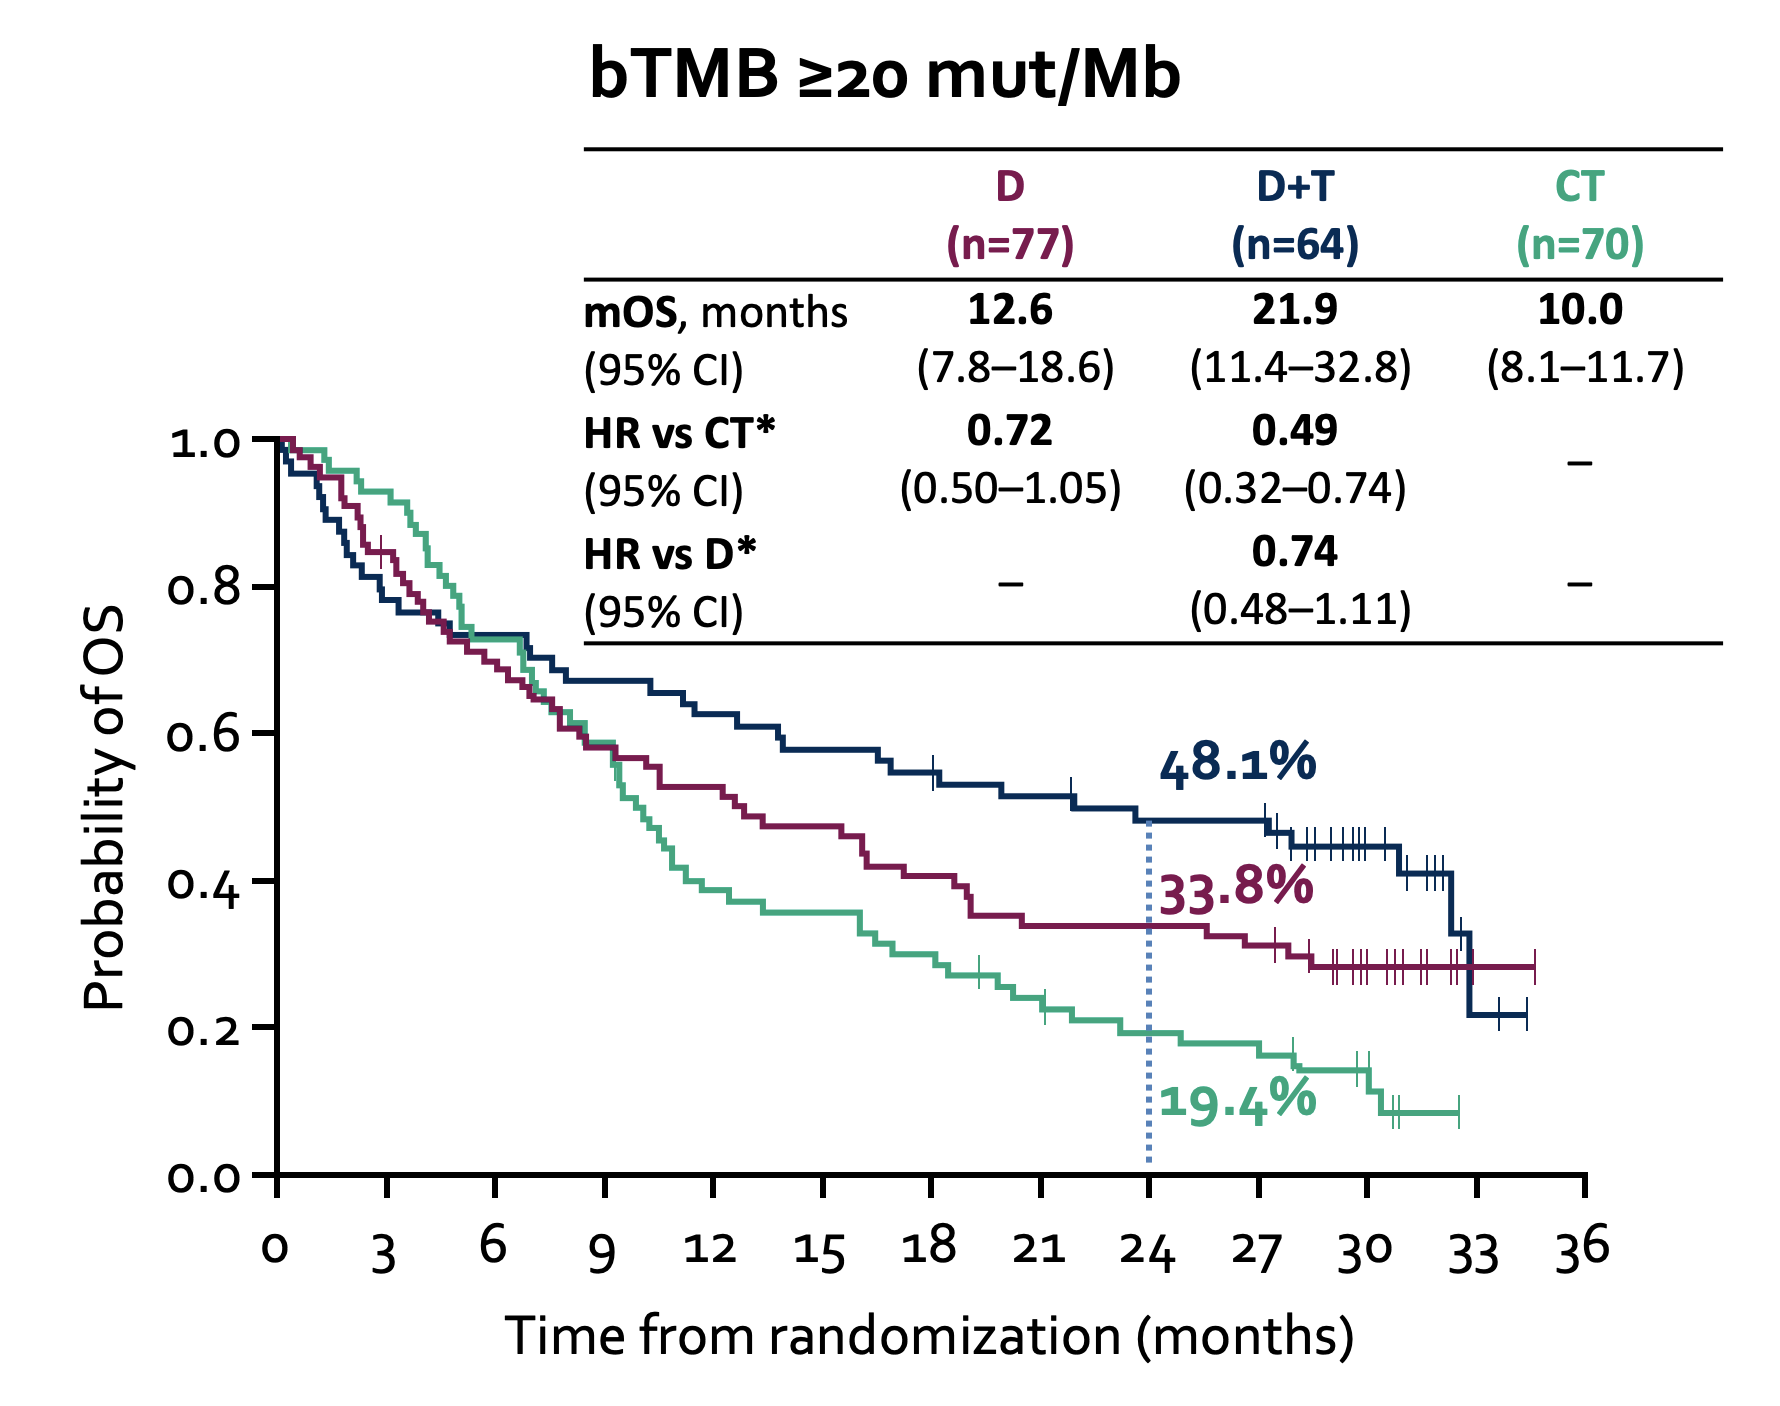 bTMB ≥20 mut/Mb
D D+T CT
(n=77) (n=64) (n=70)
mOS, months 12.6 21.9 10.0
(95% CI) (7.8–18.6) (11.4–32.8) (8.1–11.7)
HR vs CT* 0.72 0.49 –
(95% CI) (0.50–1.05) (0.32–0.74)
HR vs D* – 0.74 –
(95% CI) (0.48–1.11)
Probability of OS
1.0
0.8
0.6
0.4
0.2
0.0
48.1%
33.8%
19.4%
0 3 6 9 12 15 18 21 24 27 30 33 36
Time from randomization (months)